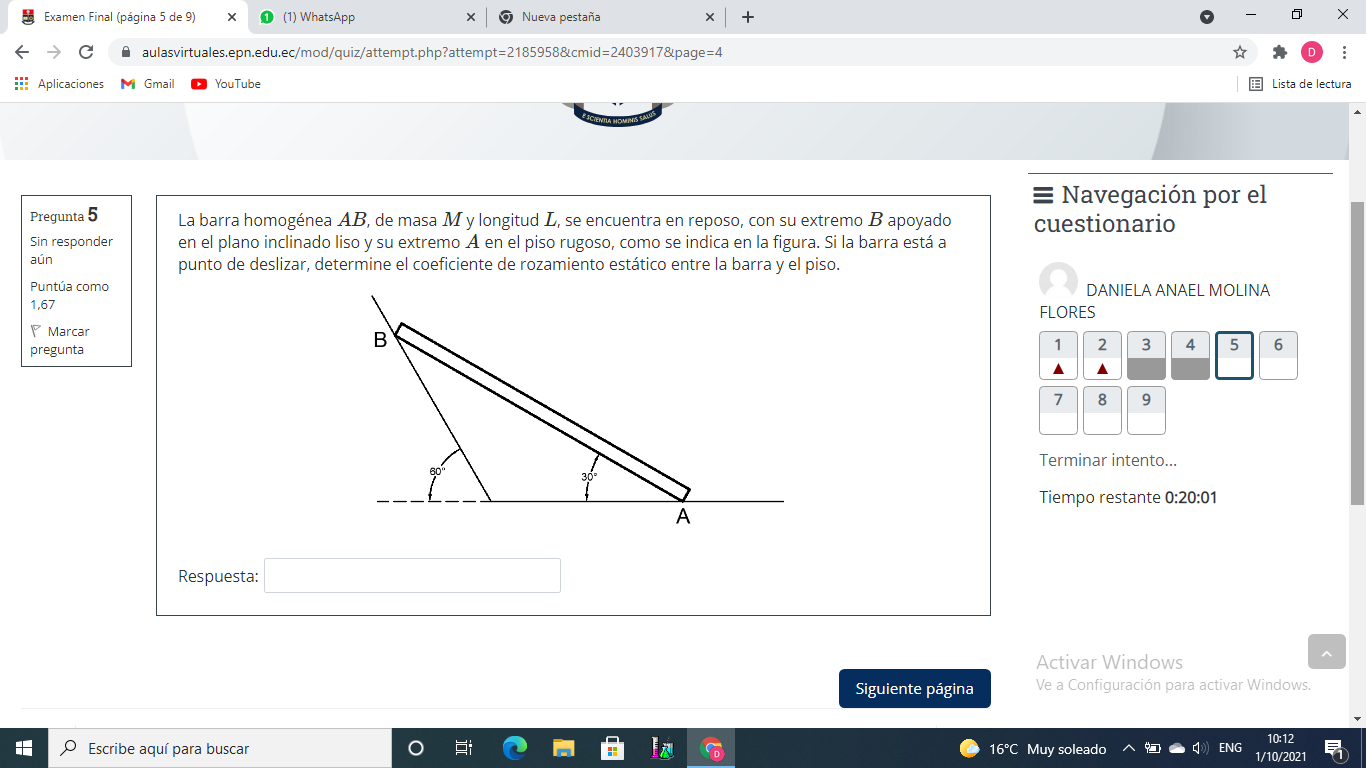 Examen Final (página 5 de 9)
(1) WhatsApp
Nueva pestaña
aulasvirtuales.epn.edu.ec/mod/quiz/attempt.php?attempt=2185958&cmid=2403917&page=4
D
Aplicaciones
Gmail
YouTube
Lista de lectura
E SCIENTIA HOMINIS SALUS
Pregunta 5
Sin responder
aún
Puntúa como
1,67
Marcar
pregunta
La barra homogénea AB, de masa M y longitud L, se encuentra en reposo, con su extremo B apoyado
en el plano inclinado liso y su extremo A en el piso rugoso, como se indica en la figura. Si la barra está a
punto de deslizar, determine el coeficiente de rozamiento estático entre la barra y el piso.
B
60°
30°
A
Respuesta:
Siguiente página
Navegación por el
cuestionario
DANIELA ANAEL MOLINA
FLORES
1 2 3 4 5 6
7 8 9
Terminar intento...
Tiempo restante 0:20:01
Activar Windows
Ve a Configuración para activar Windows.
Escribe aquí para buscar
D
16°C Muy soleado
ENG
10:12
1/10/2021
1